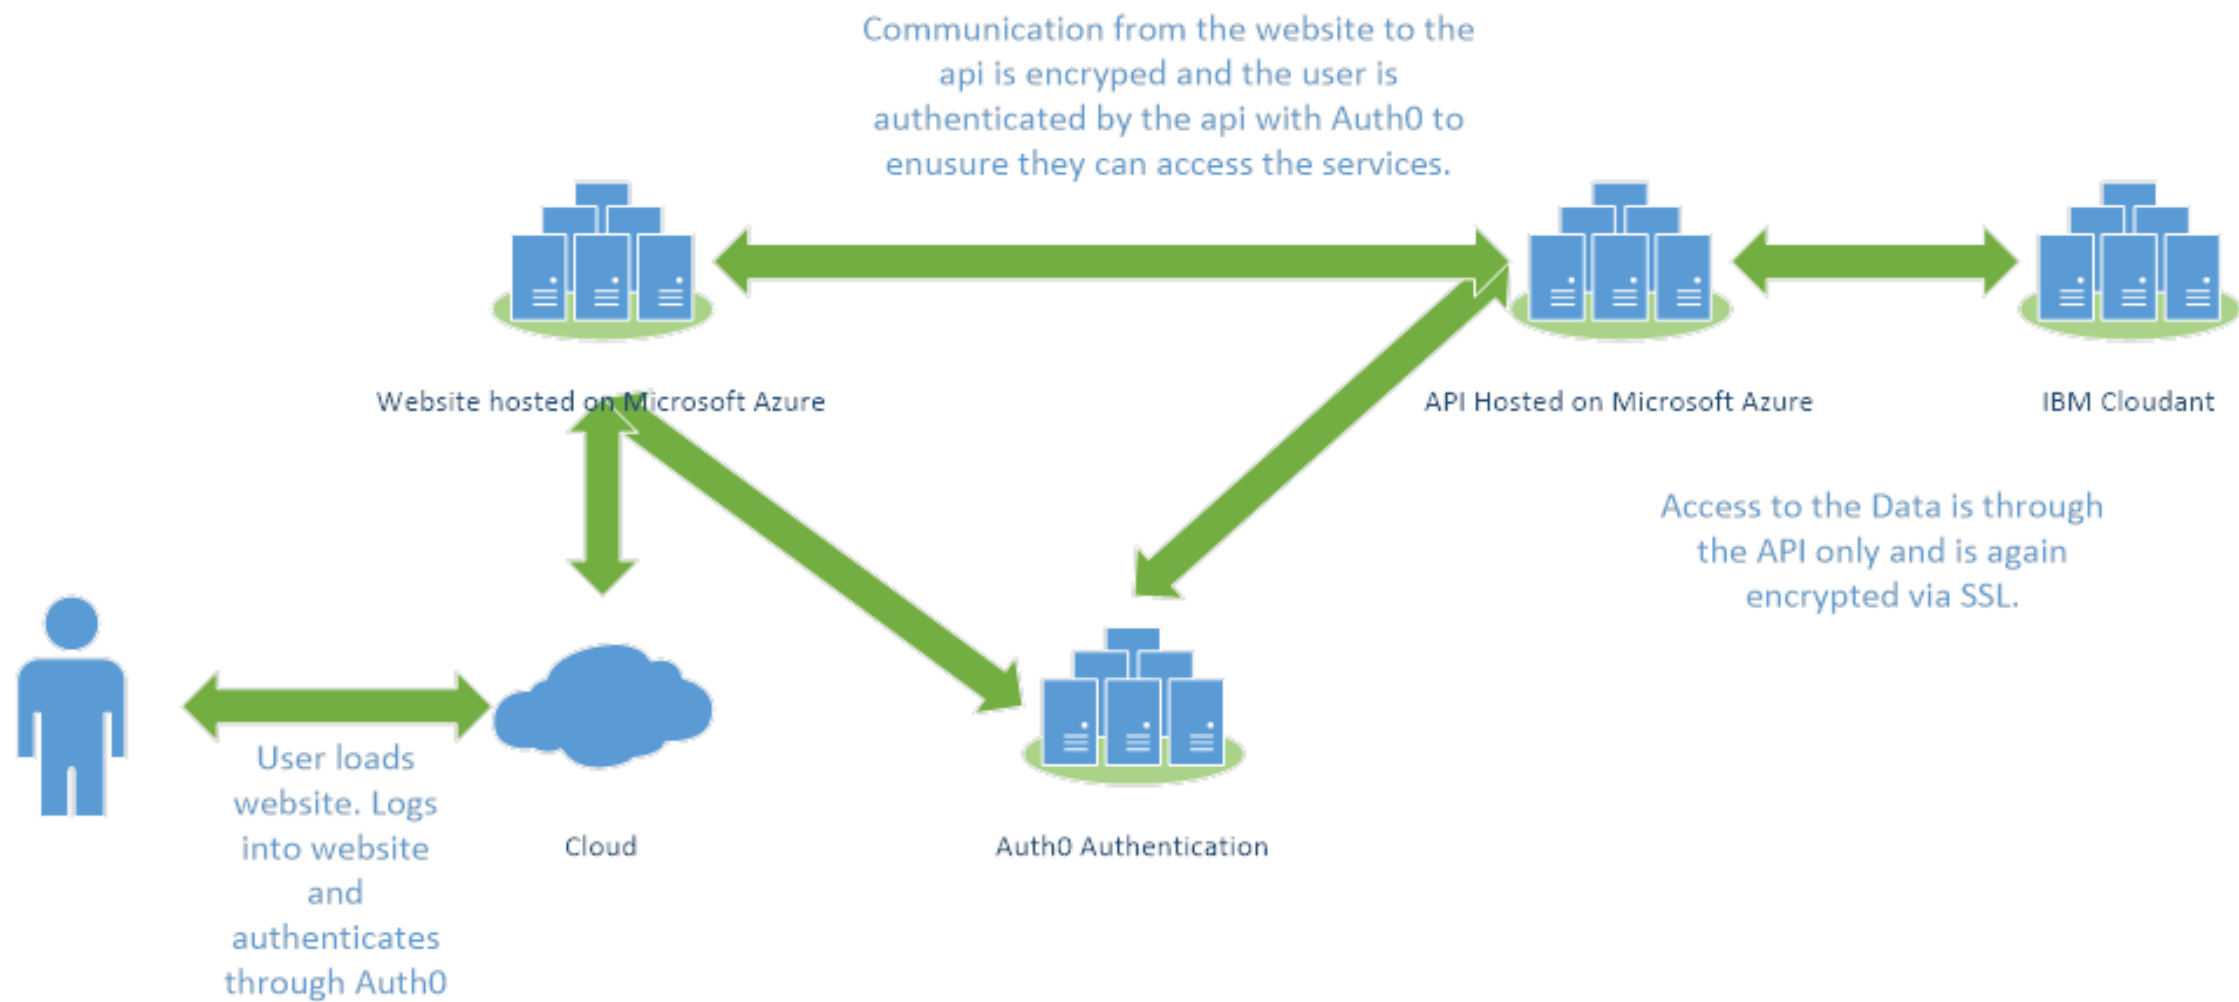 Communication from the website to the
api is encryped and the user is
authenticated by the api with Auth0 to
enusure they can access the services.
Website hosted on Microsoft Azure
API Hosted on Microsoft Azure
IBM Cloudant
Access to the Data is through
the API only and is again
encrypted via SSL.
User loads
website. Logs
into website
and
authenticates
through Auth0
Cloud
Auth0 Authentication